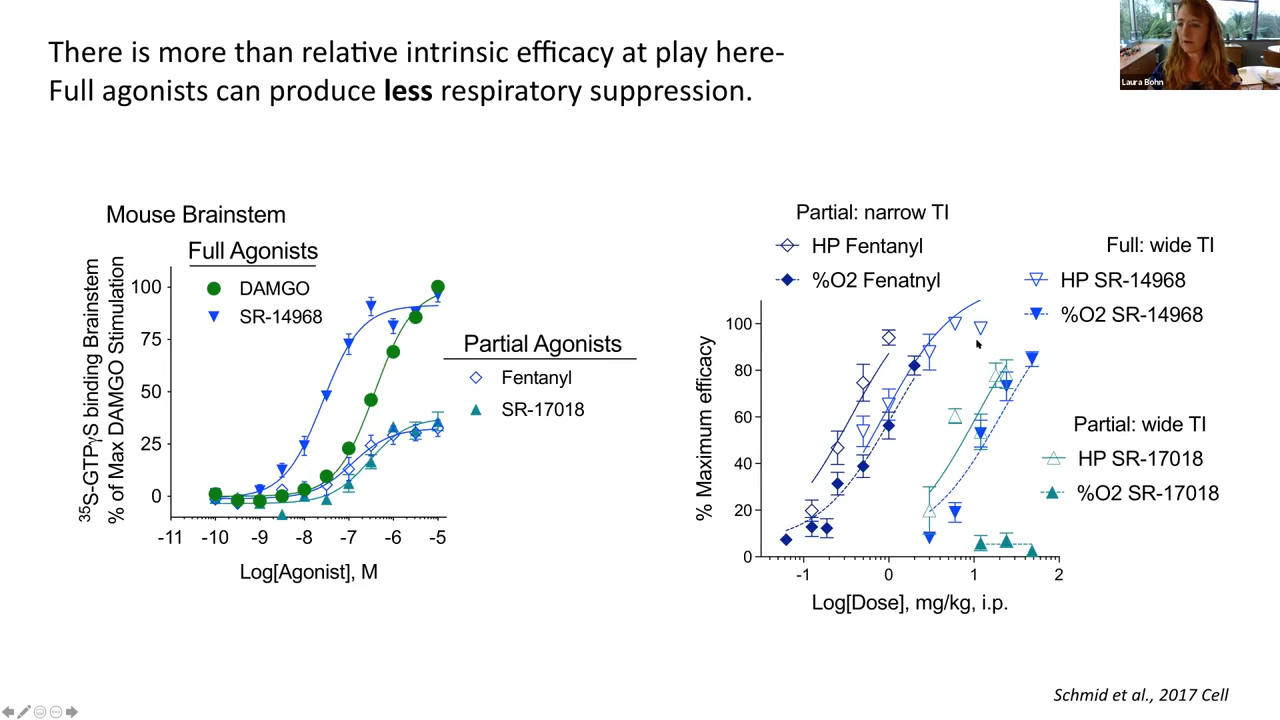 There is more than relative intrinsic efficacy at play here-
Full agonists can produce less respiratory suppression.
Laura Bohn
Mouse Brainstem
Full Agonists
DAMGO
SR-14968
Partial Agonists
Fentanyl
SR-17018
35S-GTPγS binding Brainstem
% of Max DAMGO Stimulation
100
75
50
25
0
-11 -10 -9 -8 -7 -6 -5
Log[Agonist], M
Partial: narrow TI
HP Fentanyl
%O2 Fenatnyl
Full: wide TI
HP SR-14968
%O2 SR-14968
Partial: wide TI
HP SR-17018
%O2 SR-17018
% Maximum efficacy
100
80
60
40
20
0
-1 0 1 2
Log[Dose], mg/kg, i.p.
Schmid et al., 2017 Cell